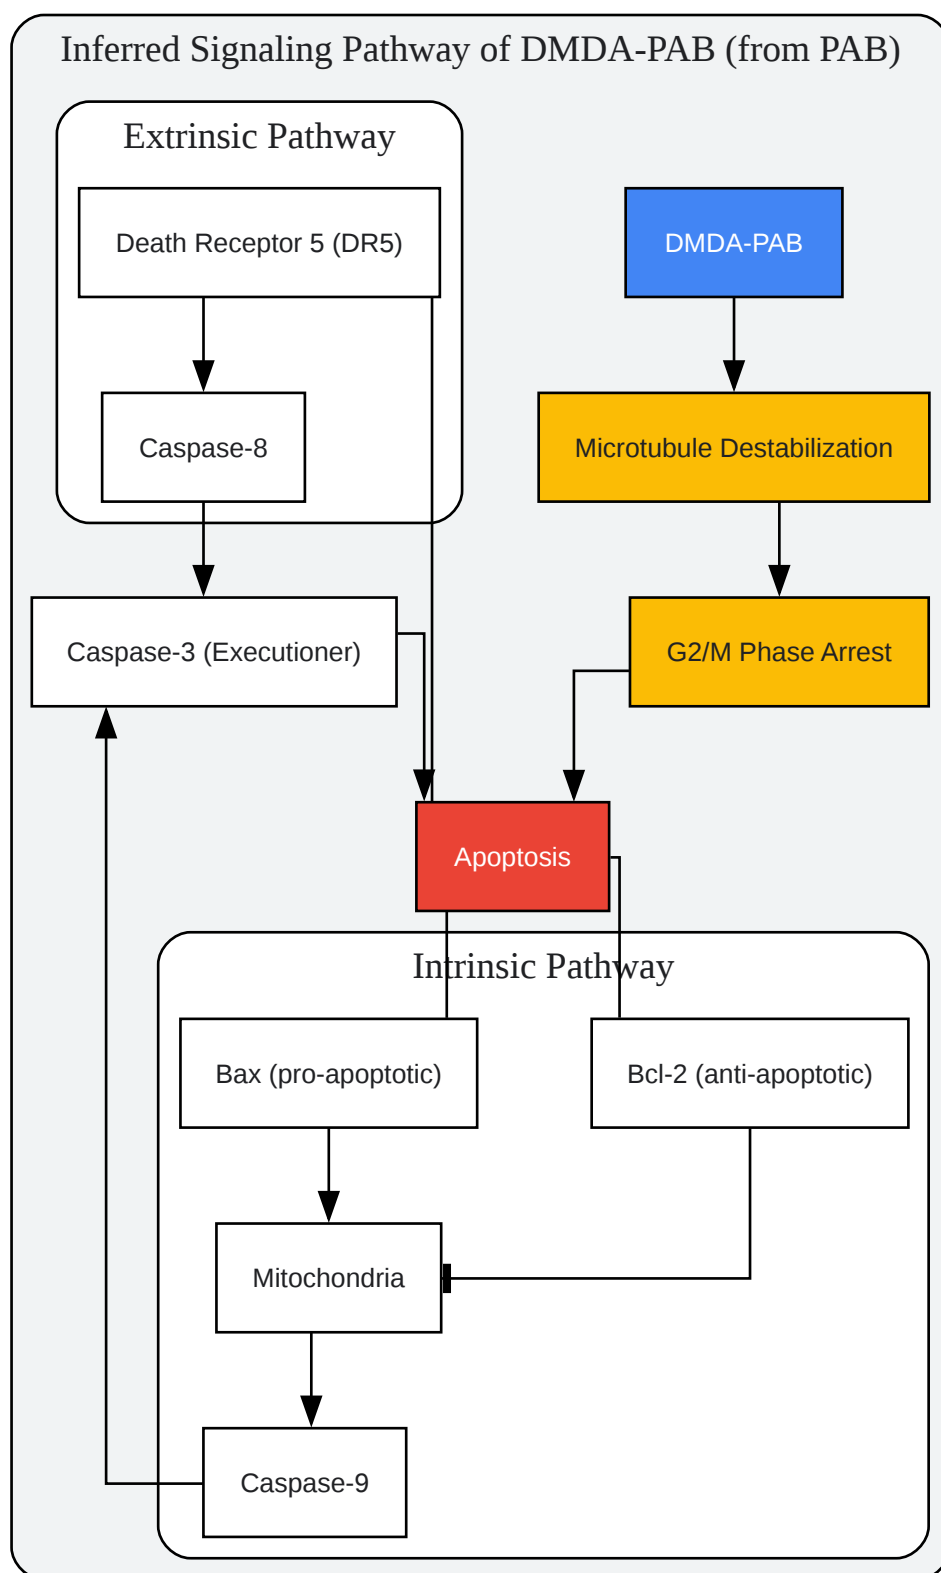 Inferred Signaling Pathway of DMDA-PAB (from PAB)
Extrinsic Pathway
Death Receptor 5 (DR5)
DMDA-PAB
Caspase-8
Microtubule Destabilization
Caspase-3 (Executioner)
G2/M Phase Arrest
Apoptosis
Intrinsic Pathway
Bax (pro-apoptotic)
Bcl-2 (anti-apoptotic)
Mitochondria
Caspase-9